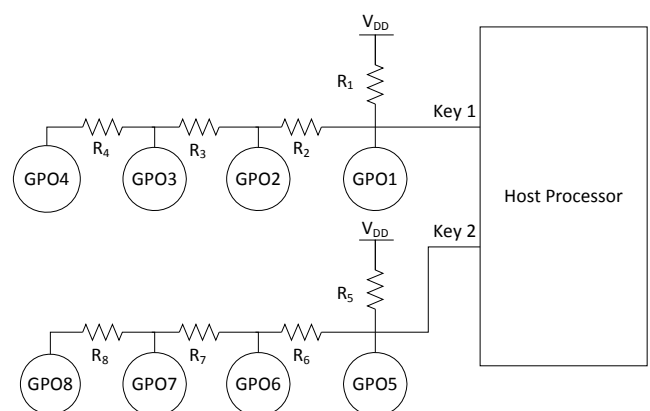 V_DD
R_1
Key 1
R_4
R_3
R_2
GPO4
GPO3
GPO2
GPO1
Host Processor
V_DD
Key 2
R_5
R_8
R_7
R_6
GPO8
GPO7
GPO6
GPO5